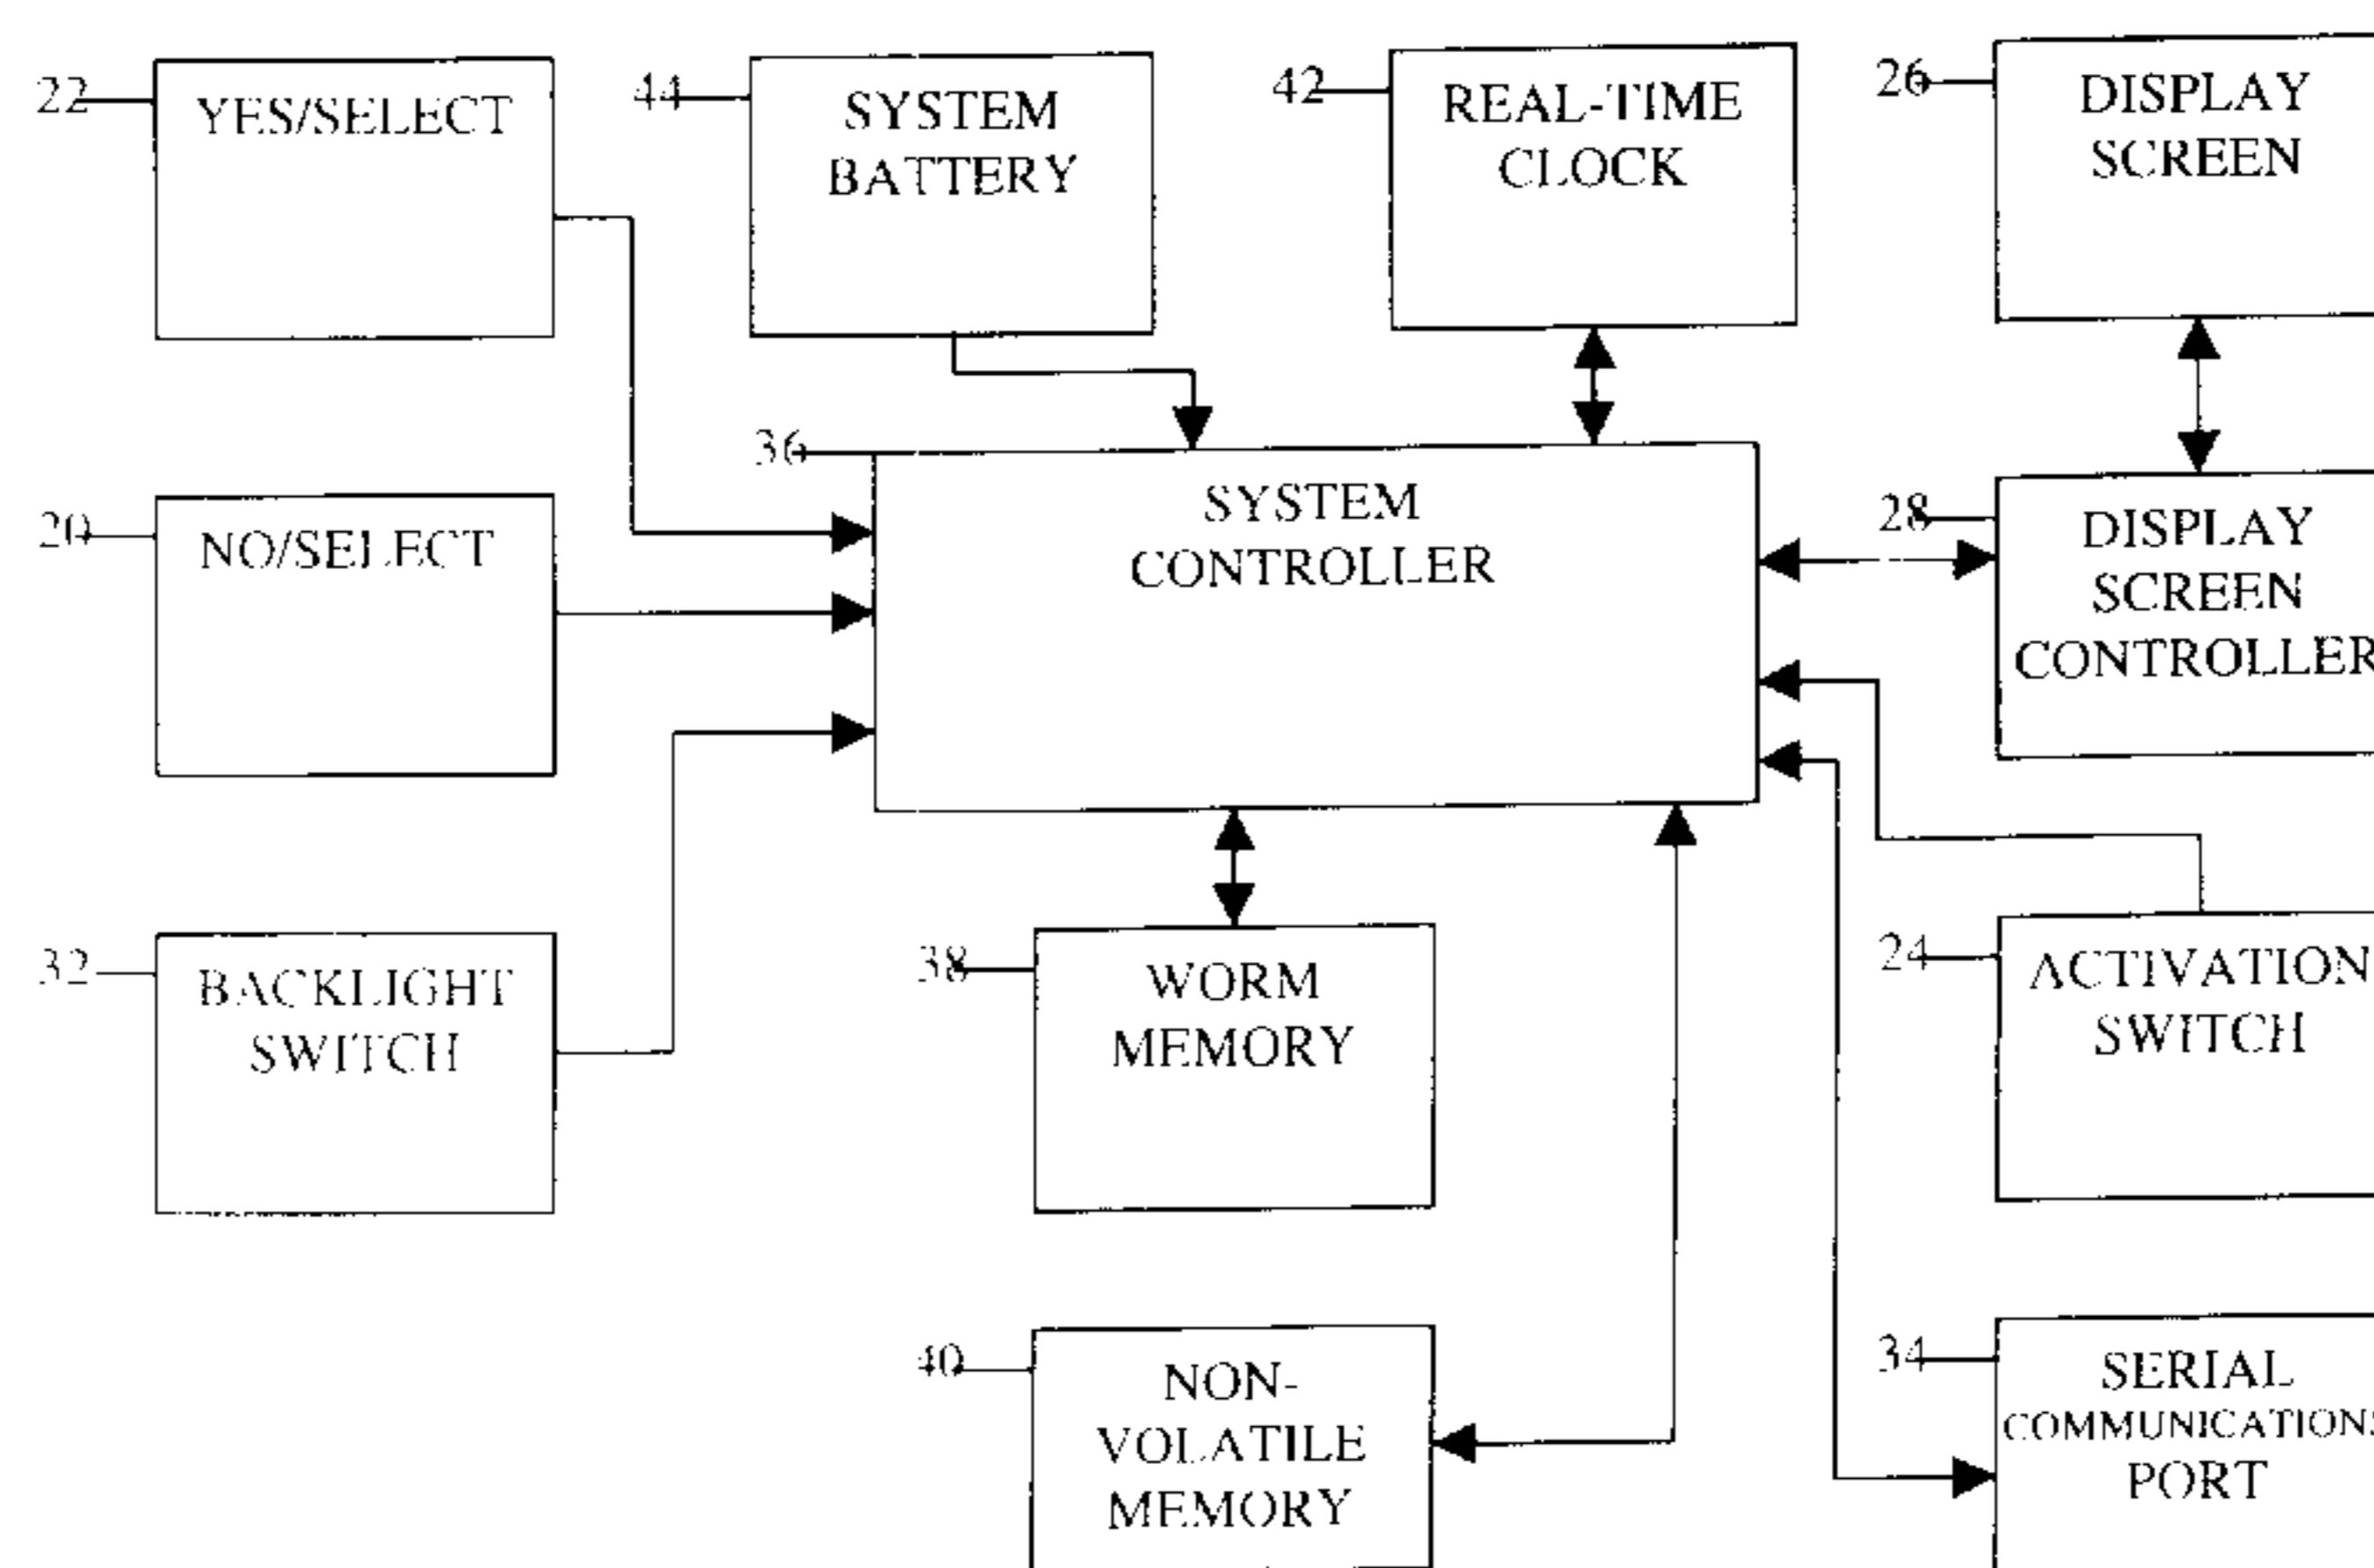 22
YES/SELECT
44
SYSTEM
BATTERY
42
REAL-TIME
CLOCK
26
DISPLAY
SCREEN
36
SYSTEM
CONTROLLER
20
NO/SELECT
28
DISPLAY
SCREEN
CONTROLLER
32
BACKLIGHT
SWITCH
38
WORM
MEMORY
24
ACTIVATION
SWITCH
40
NON-
VOLATILE
MEMORY
34
SERIAL
COMMUNICATIONS
PORT